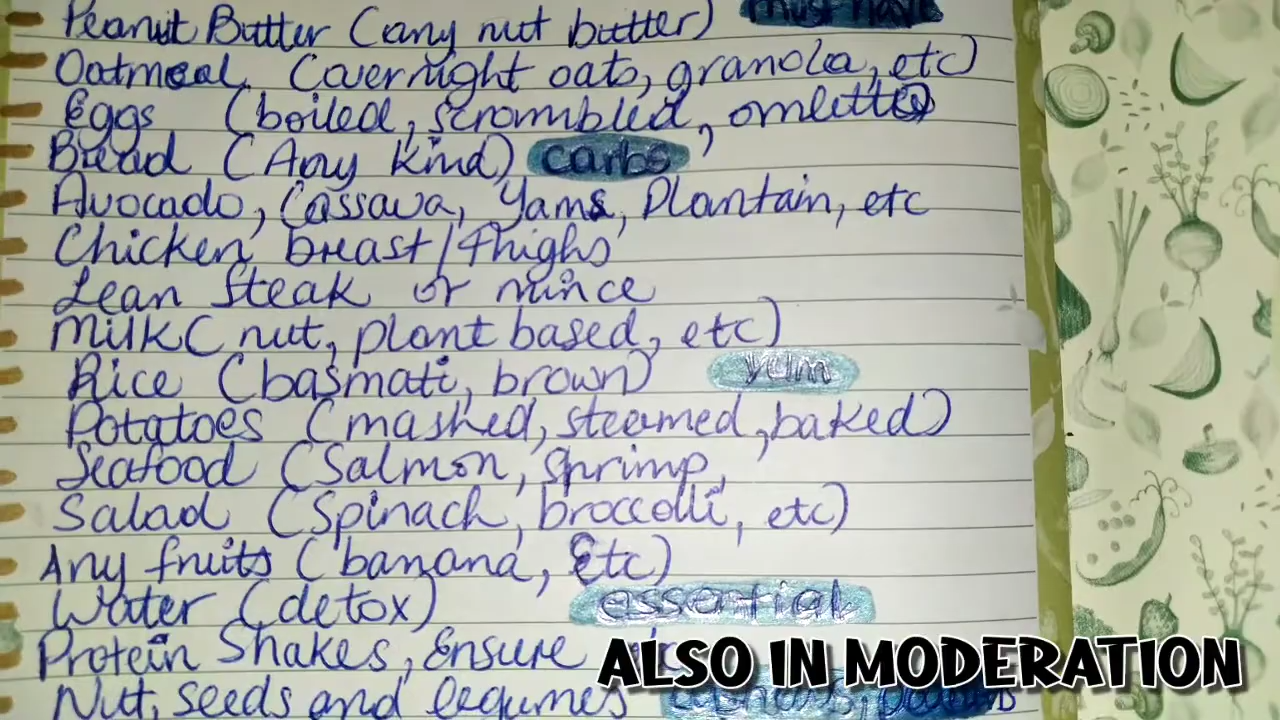 Peanut Butter (any nut butter) must have
Oatmeal (overnight oats, granola, etc)
Eggs (boiled, scrambled, omlette)
Bread (Any kind) carbs
Avocado, Cassava, Yams, Plantain, etc
Chicken breast/Thighs
Lean steak or mince
Milk (nut, plant based, etc)
Rice (basmati, brown) yum
Potatoes (mashed, steamed, baked)
Seafood (Salmon, shrimp,
Salad (Spinach, broccoli, etc)
Any fruits (banana, Etc)
Water (detox) essential
Protein Shakes, Ensure etc
ALSO IN MODERATION
Nut, seeds and legumes